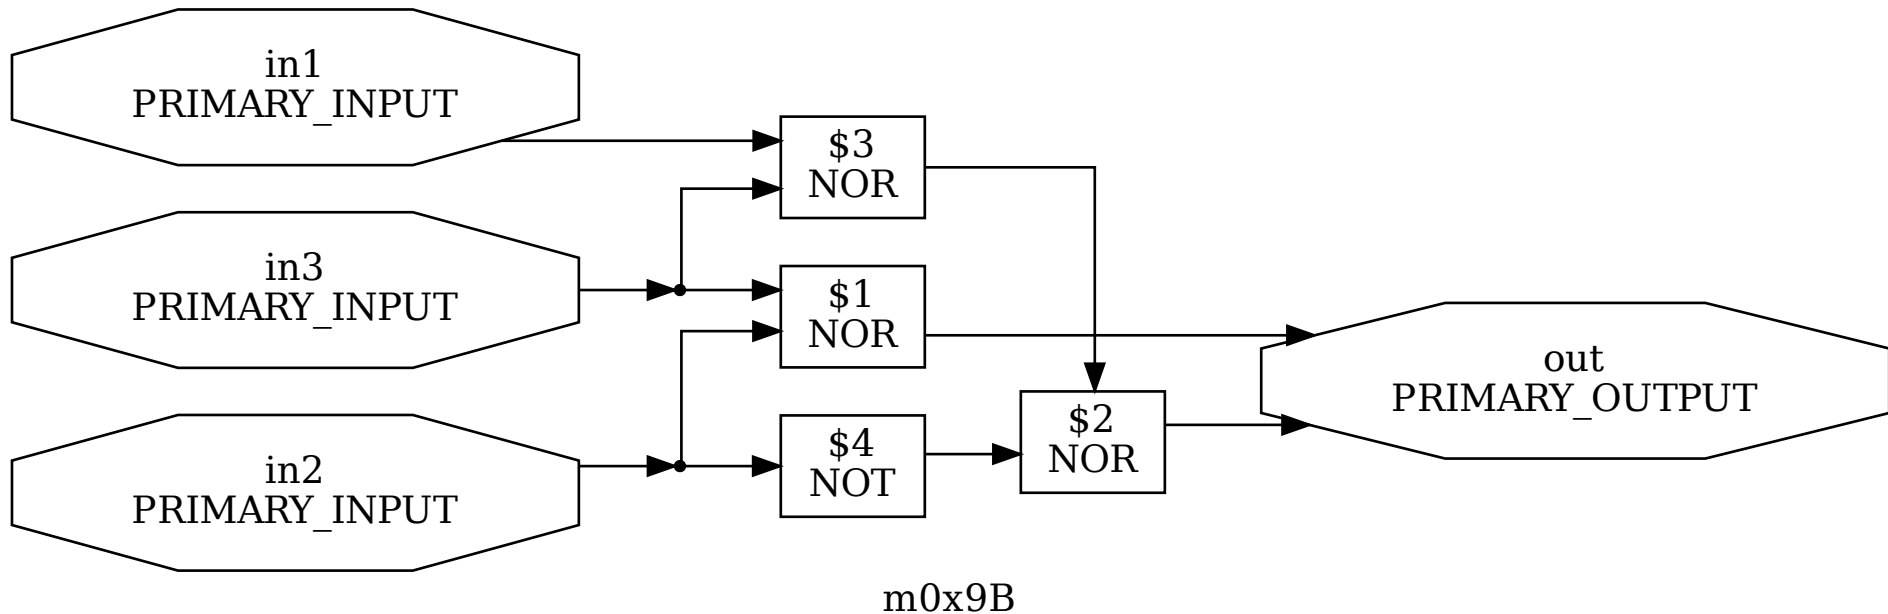 in1
PRIMARY_INPUT
$3
NOR
in3
PRIMARY_INPUT
$1
NOR
in2
PRIMARY_INPUT
$4
NOT
$2
NOR
out
PRIMARY_OUTPUT
m0x9B